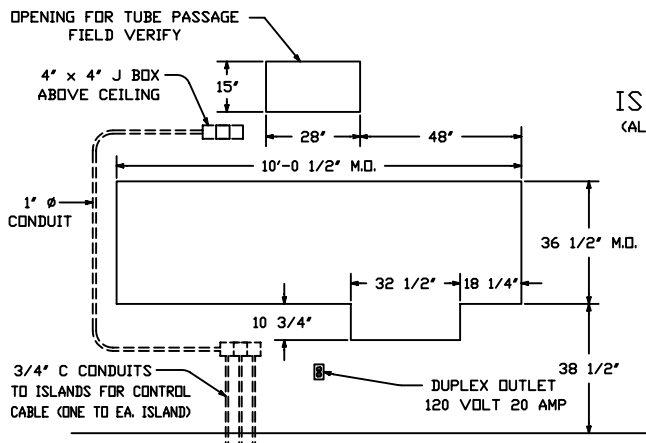 OPENING FOR TUBE PASSAGE
FIELD VERIFY
4" x 4" J BOX
ABOVE CEILING
15"
IS
(AL
28"
48"
10'-0 1/2" M.O.
1" Ø
CONDUIT
36 1/2" M.O.
32 1/2"
18 1/4"
10 3/4"
3/4" C CONDUITS
TO ISLANDS FOR CONTROL
CABLE (ONE TO EA. ISLAND)
DUPLEX OUTLET
120 VOLT 20 AMP
38 1/2"